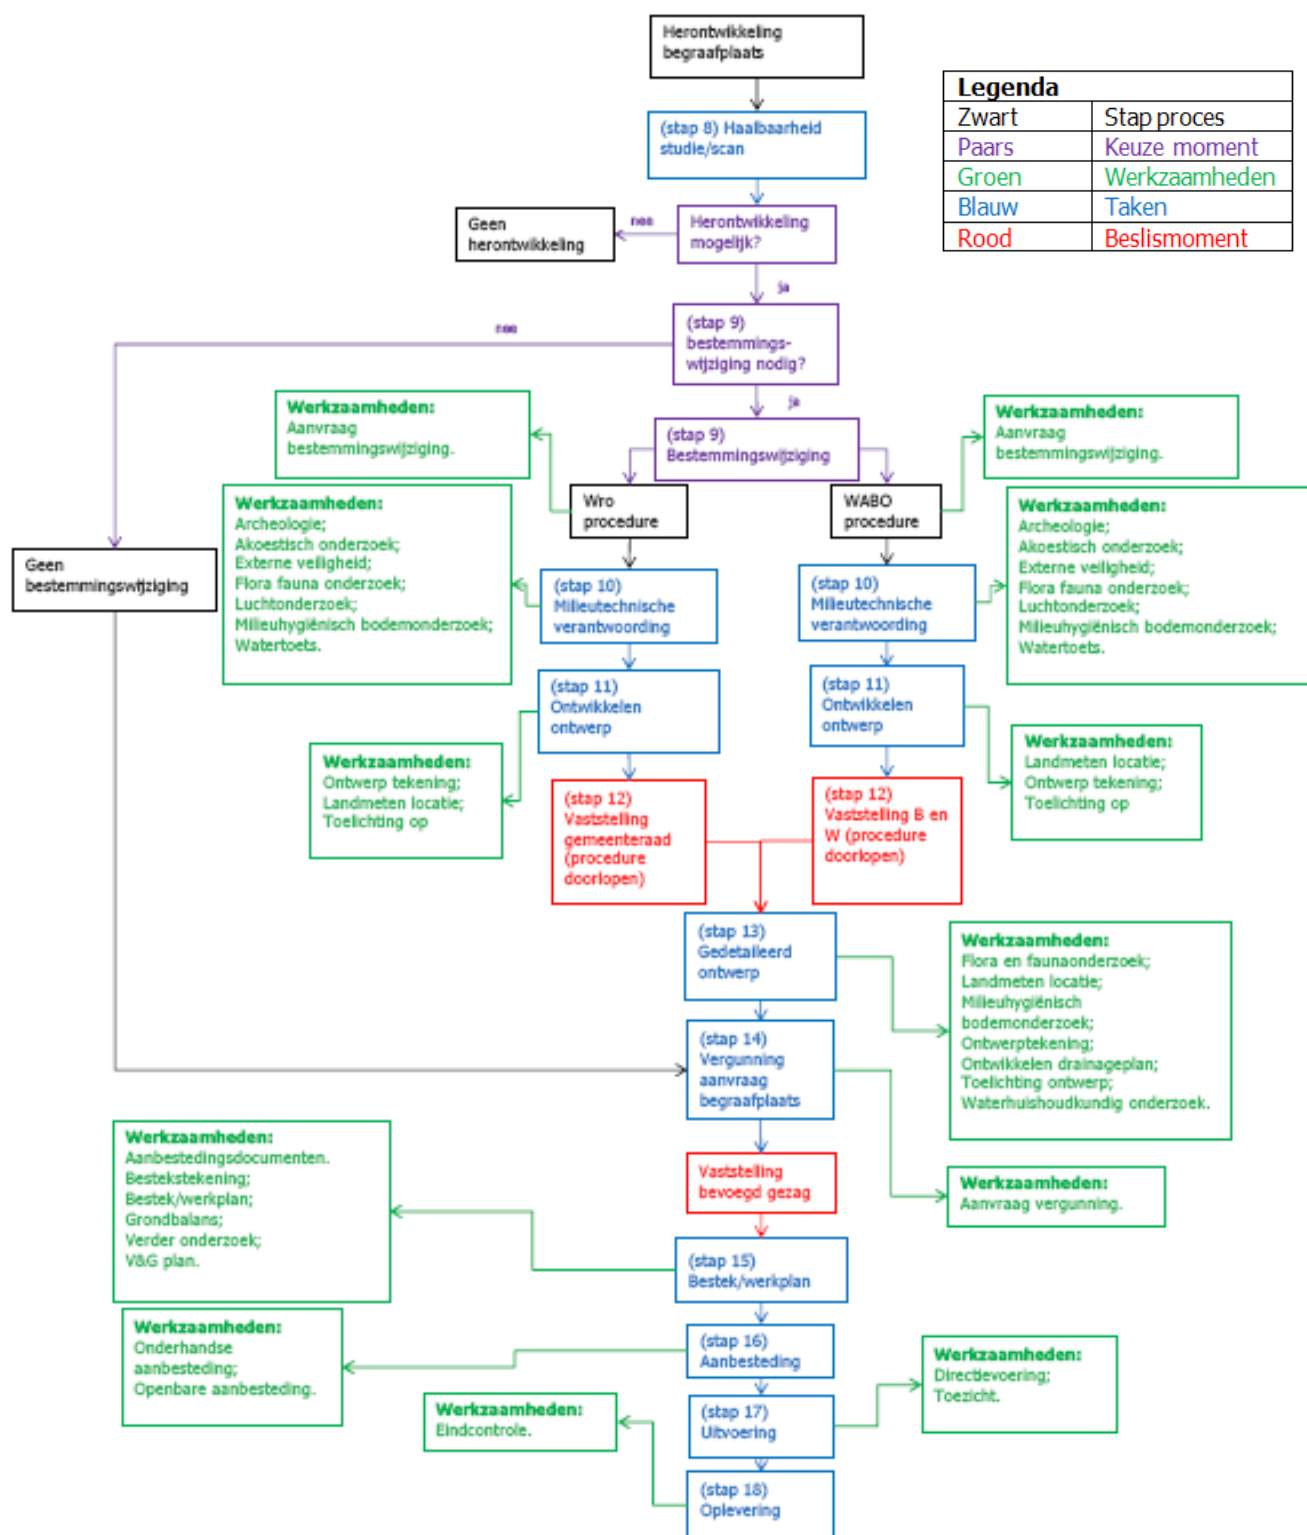 Herontwikkeling
begraafplaats
Legenda
Zwart Stap proces
Paars Keuze moment
Groen Werkzaamheden
Blauw Taken
Rood Beslismoment
(stap 8) Haalbaarheid
studie/scan
Geen
herontwikkeling
nee
Herontwikkeling
mogelijk?
ja
nee
(stap 9)
bestemmings-
wijziging nodig?
ja
Werkzaamheden:
Aanvraag
bestemmingswijziging.
(stap 9)
Bestemmingswijziging
Werkzaamheden:
Aanvraag
bestemmingswijziging.
Geen
bestemmingswijziging
Werkzaamheden:
Archeologie;
Akoestisch onderzoek;
Externe veiligheid;
Flora fauna onderzoek;
Luchtonderzoek;
Milieuhygiënisch bodemonderzoek;
Watertoets.
Wro
procedure
WABO
procedure
Werkzaamheden:
Archeologie;
Akoestisch onderzoek;
Externe veiligheid;
Flora fauna onderzoek;
Luchtonderzoek;
Milieuhygiënisch bodemonderzoek;
Watertoets.
(stap 10)
Milieutechnische
verantwoording
(stap 10)
Milieutechnische
verantwoording
(stap 11)
Ontwikkelen
ontwerp
(stap 11)
Ontwikkelen
ontwerp
Werkzaamheden:
Ontwerp tekening;
Landmeten locatie;
Toelichting op
Werkzaamheden:
Landmeten locatie;
Ontwerp tekening;
Toelichting op
(stap 12)
Vaststelling
gemeenteraad
(procedure
doorlopen)
(stap 12)
Vaststelling B en
W (procedure
doorlopen)
(stap 13)
Gedetailleerd
ontwerp
Werkzaamheden:
Flora en faunaonderzoek;
Landmeten locatie;
Milieuhygiënisch
bodemonderzoek;
Ontwerptekening;
Ontwikkelen drainageplan;
Toelichting ontwerp;
Waterhuishoudkundig onderzoek.
(stap 14)
Vergunning
aanvraag
begraafplaats
Werkzaamheden:
Aanbestedingsdocumenten.
Bestekstekening;
Bestek/werkplan;
Grondbalans;
Verder onderzoek;
V&G plan.
Vaststelling
bevoegd gezag
Werkzaamheden:
Aanvraag vergunning.
(stap 15)
Bestek/werkplan
Werkzaamheden:
Onderhandse
aanbesteding;
Openbare aanbesteding.
(stap 16)
Aanbesteding
Werkzaamheden:
Directievoering;
Toezicht.
Werkzaamheden:
Eindcontrole.
(stap 17)
Uitvoering
(stap 18)
Oplevering